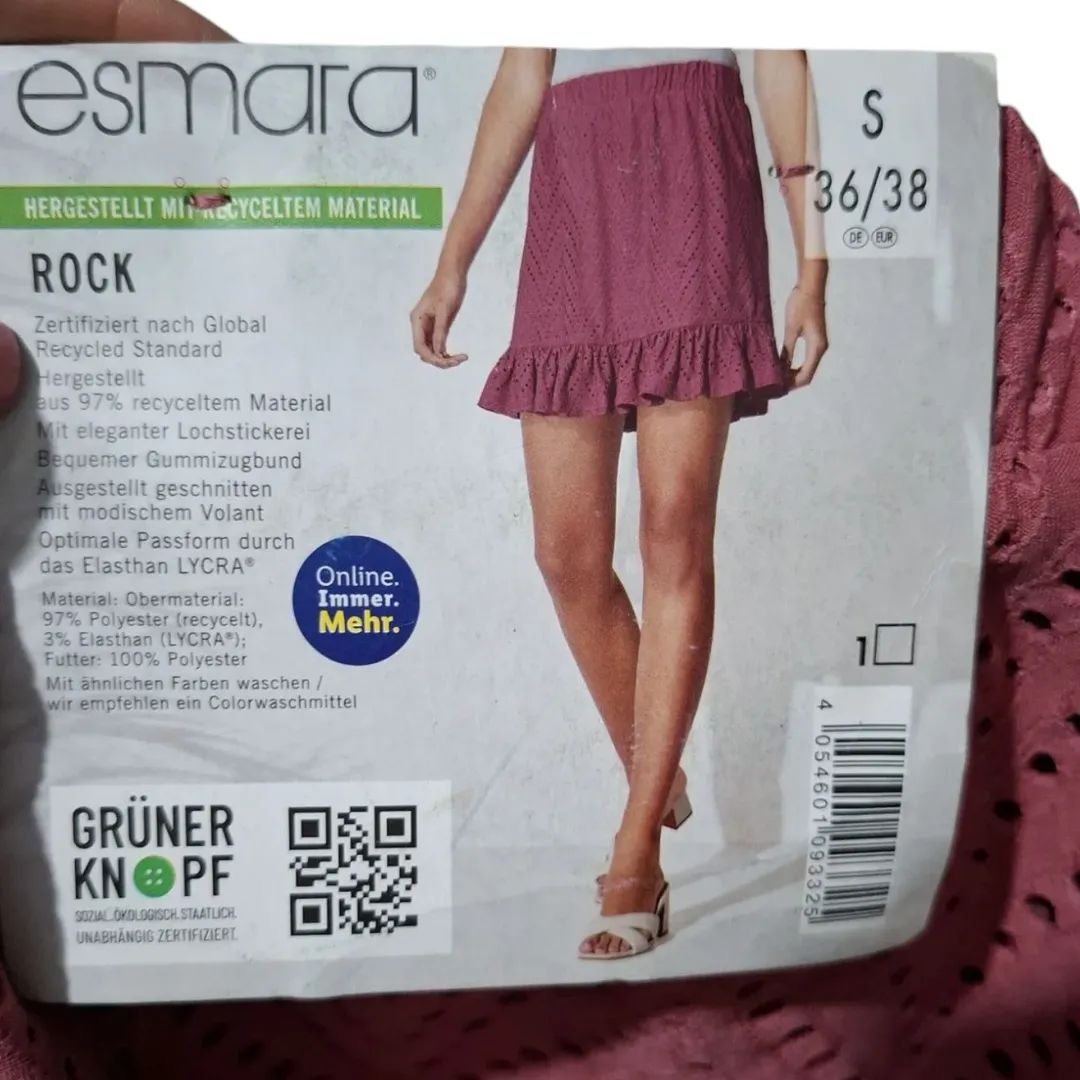 esmara®
HERGESTELLT MIT RECYCELTEM MATERIAL
ROCK
Zertifiziert nach Global
Recycled Standard
Hergestellt
aus 97% recyceltem Material
Mit eleganter Lochstickerei
Bequemer Gummizugbund
Ausgestellt geschnitten
mit modischem Volant
Optimale Passform durch
das Elasthan LYCRA®
Material: Obermaterial:
97% Polyester (recycelt),
3% Elasthan (LYCRA®);
Futter: 100% Polyester
Mit ähnlichen Farben waschen /
wir empfehlen ein Colorwaschmittel
Online.
Immer.
Mehr.
GRÜNER
KNOPF
SOZIAL. ÖKOLOGISCH. STAATLICH.
UNABHÄNGIG ZERTIFIZIERT.
S
36/38
DE EUR
1
4 054601 093325